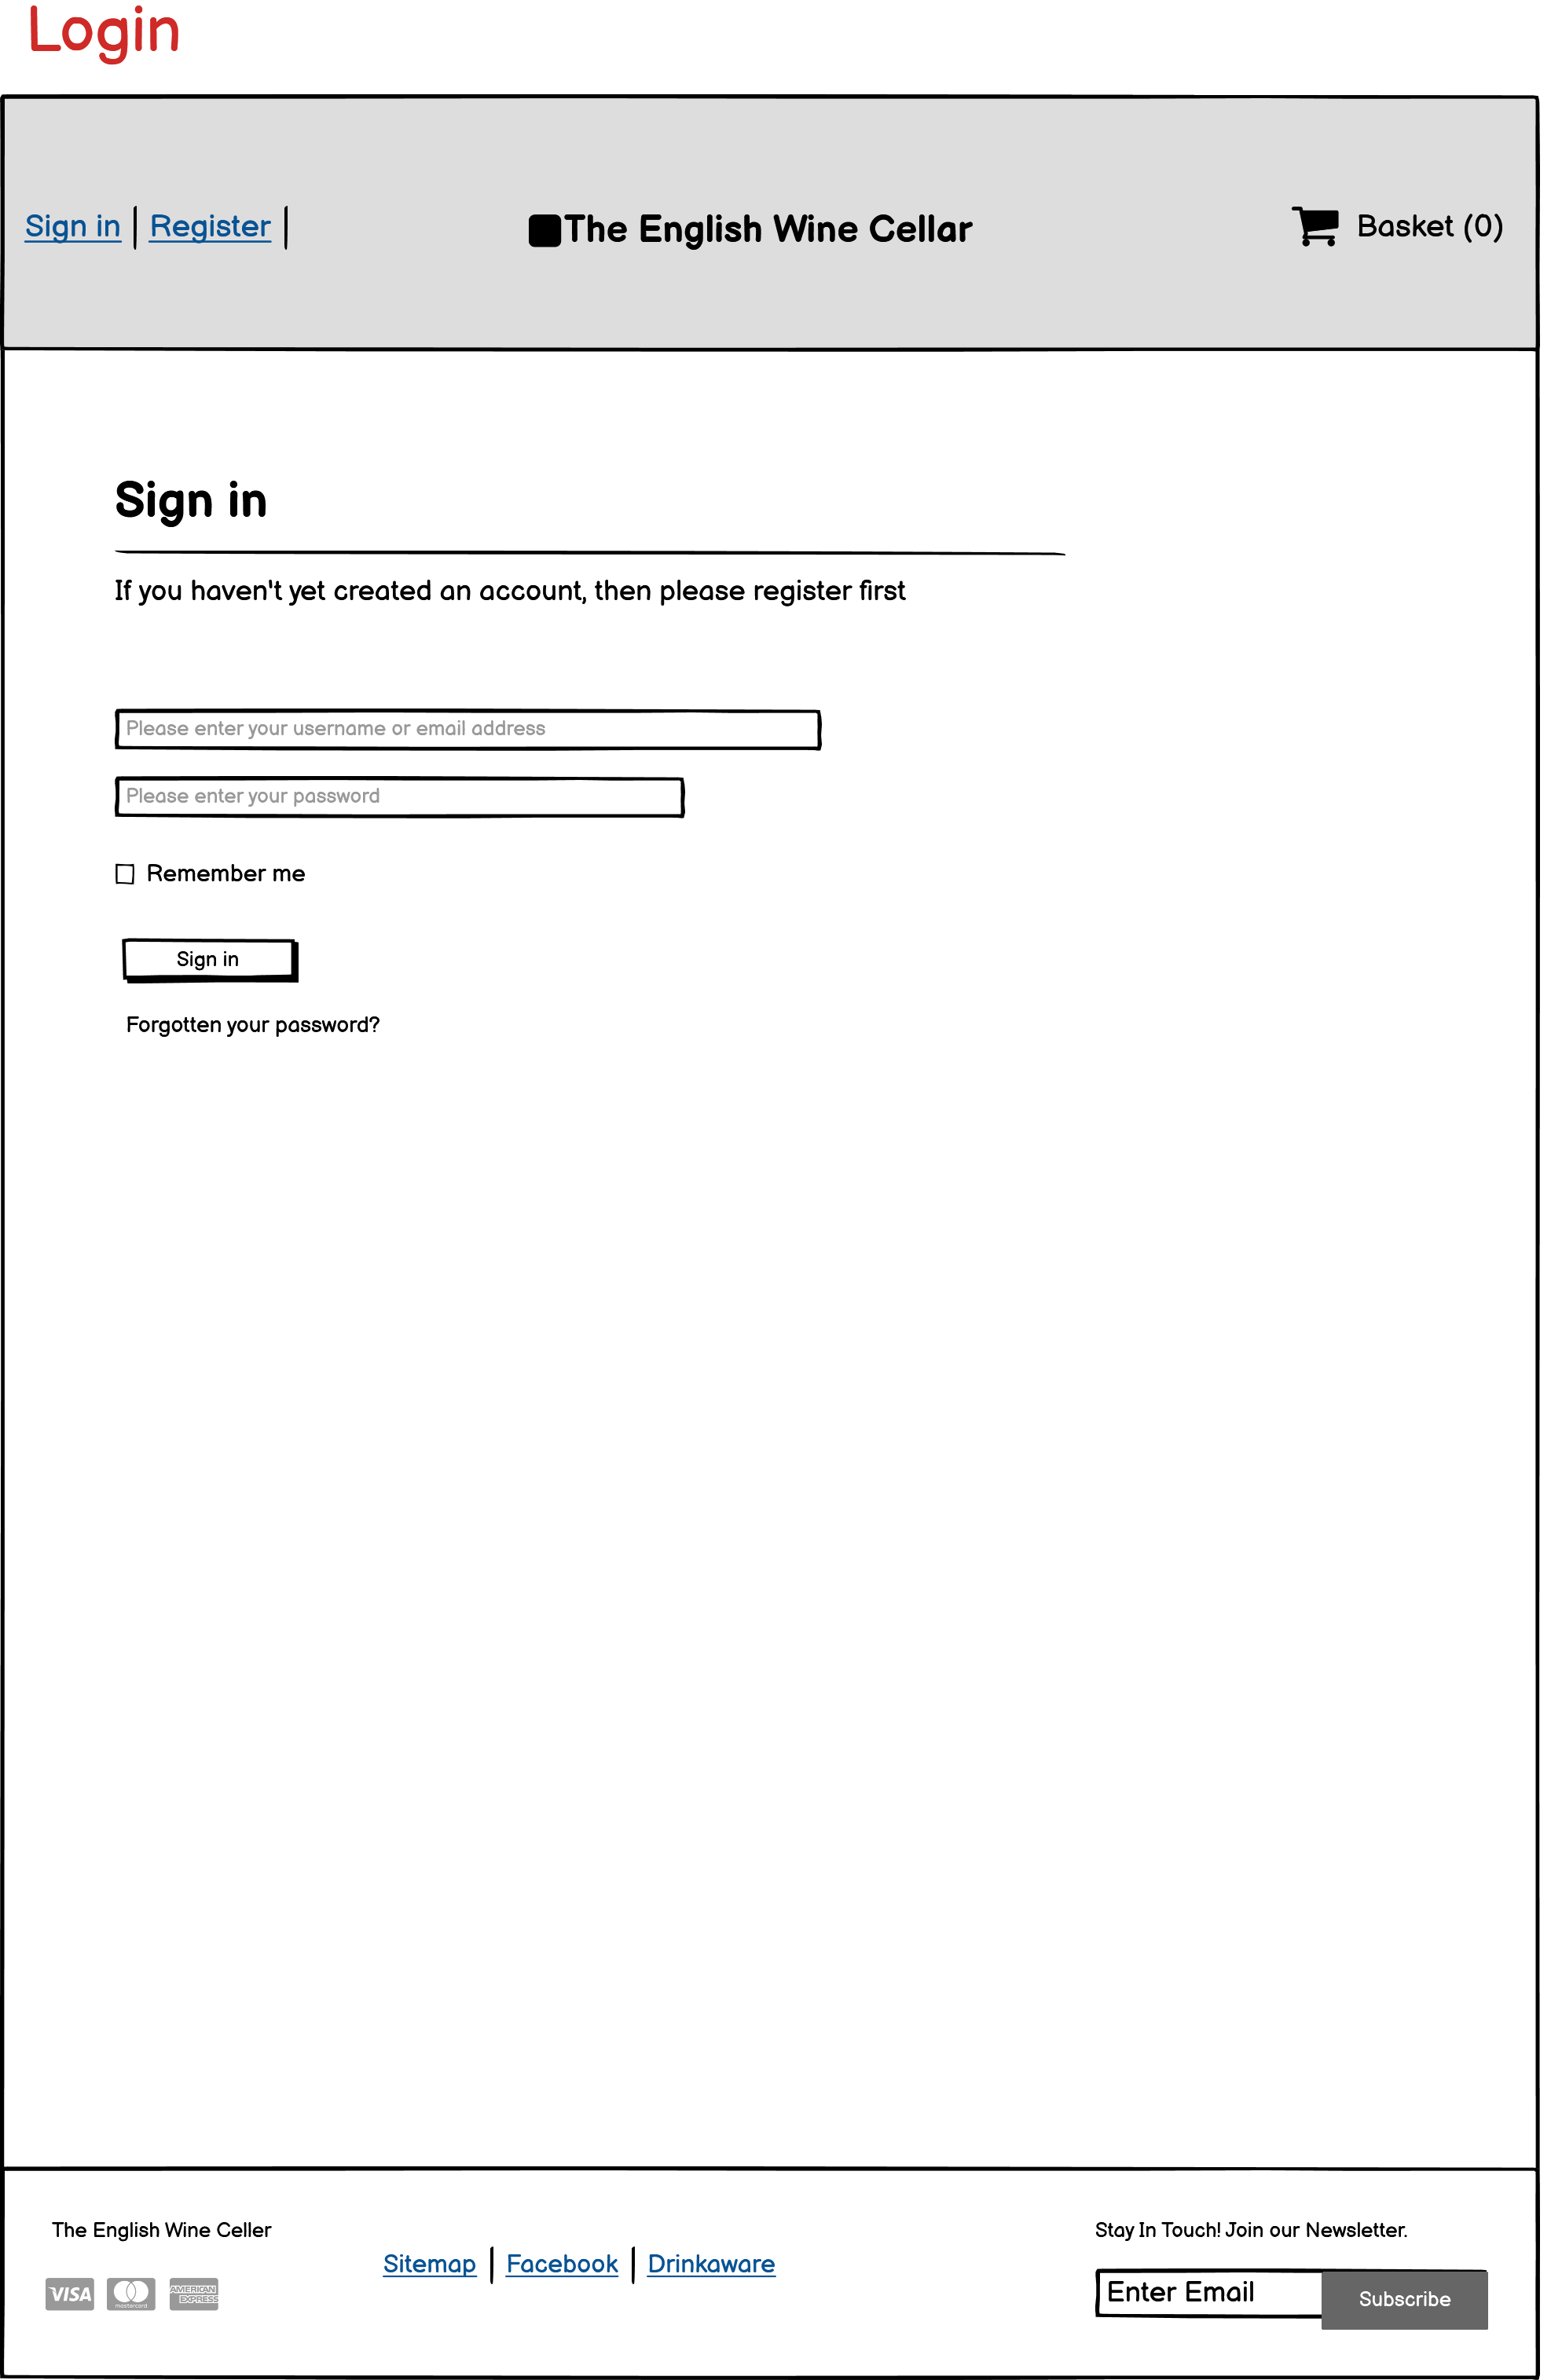 Login
Sign in | Register |
The English Wine Cellar
Basket (0)
Sign in
If you haven't yet created an account, then please register first
Please enter your username or email address
Please enter your password
Remember me
Sign in
Forgotten your password?
The English Wine Celler
VISA
mastercard
AMERICAN
EXPRESS
Sitemap | Facebook | Drinkaware
Stay In Touch! Join our Newsletter.
Enter Email
Subscribe